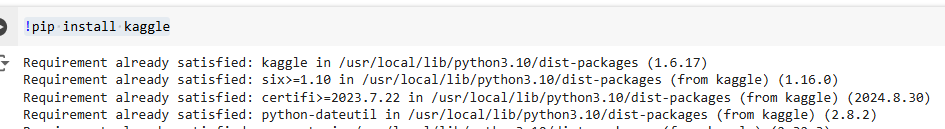 !pip install kaggle
Requirement already satisfied: kaggle in /usr/local/lib/python3.10/dist-packages (1.6.17)
Requirement already satisfied: six>=1.10 in /usr/local/lib/python3.10/dist-packages (from kaggle) (1.16.0)
Requirement already satisfied: certifi>=2023.7.22 in /usr/local/lib/python3.10/dist-packages (from kaggle) (2024.8.30)
Requirement already satisfied: python-dateutil in /usr/local/lib/python3.10/dist-packages (from kaggle) (2.8.2)